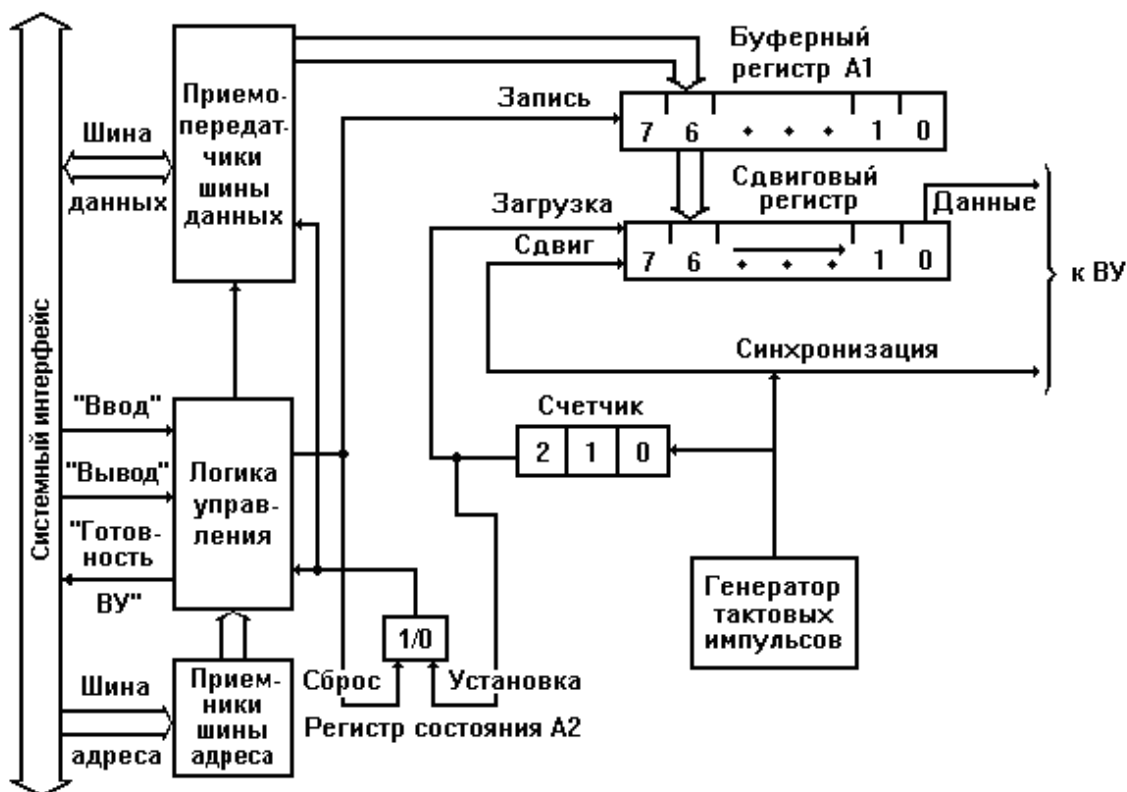 Буферный
регистр А1
Приемо-
передат-
чики
шины
данных
Шина
данных
Запись
7 6 1 0
Сдвиговый
регистр
Загрузка
Данные
Сдвиг
7 6 1 0
к ВУ
Системный интерфейс
Синхронизация
"Ввод"
"Вывод"
"Готов-
ность
ВУ"
Логика
управ-
ления
Счетчик
2 1 0
Генератор
тактовых
импульсов
1/0
Сброс
Установка
Регистр состояния А2
Шина
адреса
Прием-
ники
шины
адреса